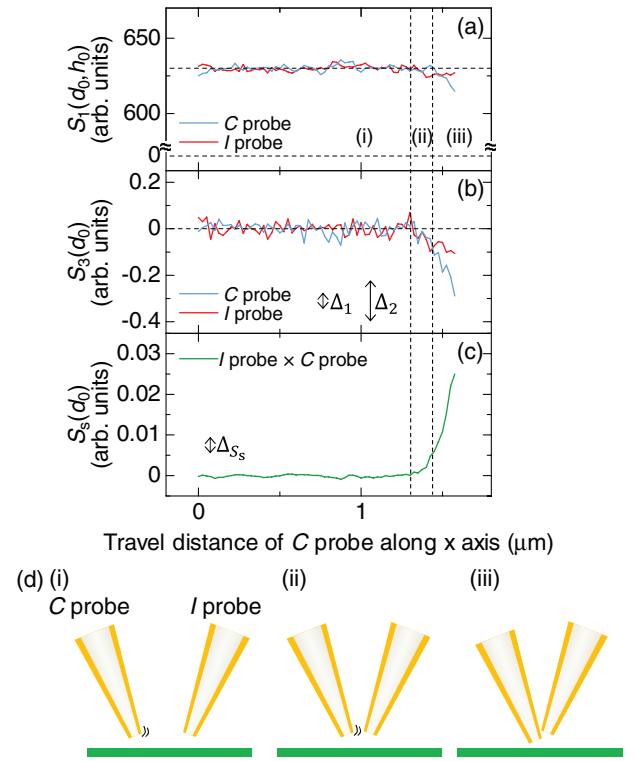 (a)
650
600
0
S₁(d₀,h₀)
(arb. units)
C probe
I probe
(i)
(ii)
(iii)
(b)
0.2
0
-0.2
-0.4
S₃(d₀)
(arb. units)
C probe
I probe
Δ₁
Δ₂
(c)
0.03
0.02
0.01
0
Sₛ(d₀)
(arb. units)
I probe × C probe
Δ_Sₛ
0
1
Travel distance of C probe along x axis (μm)
(d) (i)
(ii)
(iii)
C probe
I probe